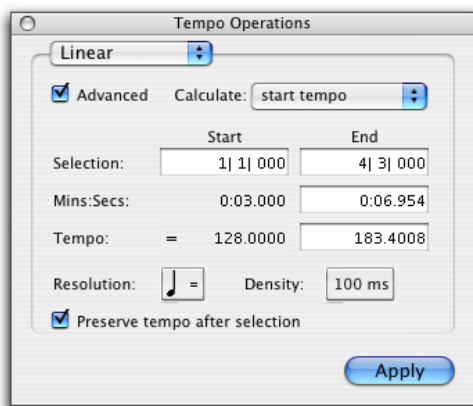 Tempo Operations
Linear
Advanced Calculate: start tempo
Start End
Selection: 1| 1| 000 4| 3| 000
Mins:Secs: 0:03.000 0:06.954
Tempo: = 128.0000 183.4008
Resolution: ♩ = Density: 100 ms
Preserve tempo after selection
Apply